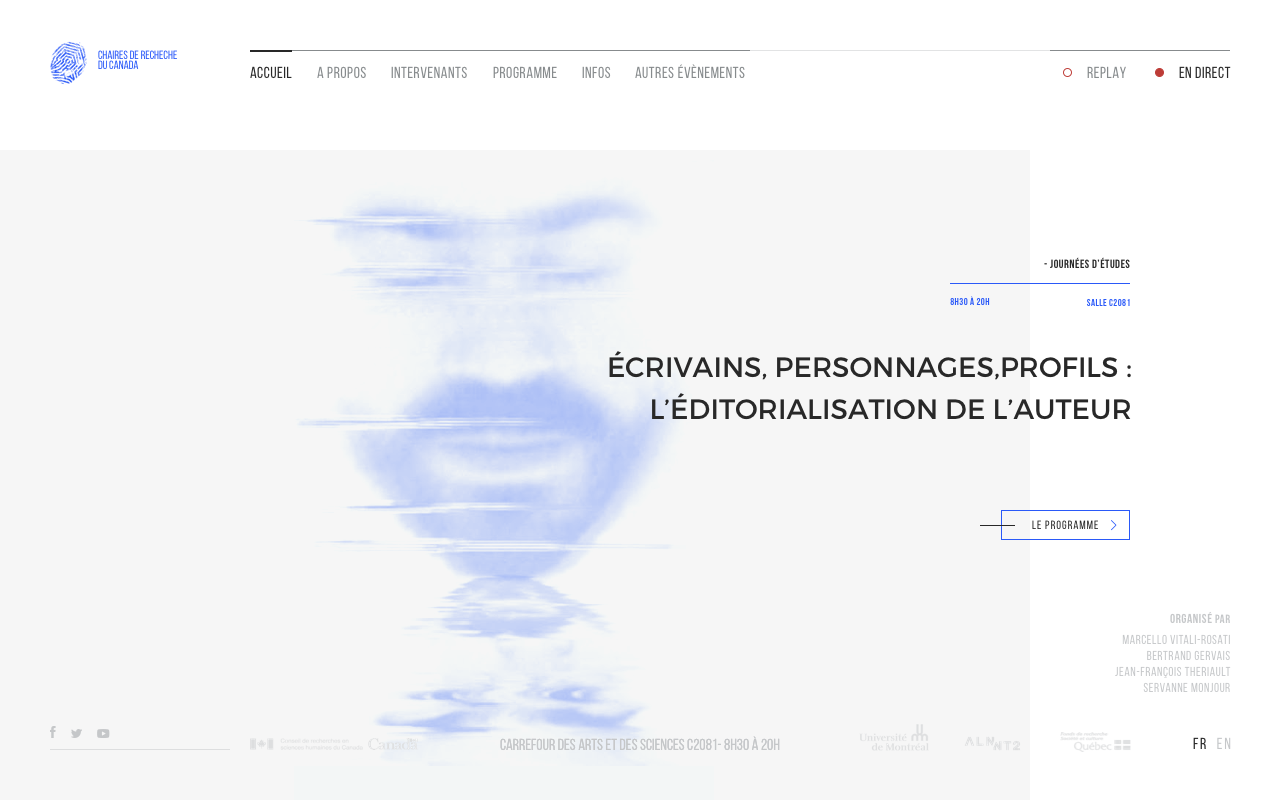 CHAIRES DE RECHECHE
DU CANADA
ACCUEIL
A PROPOS
INTERVENANTS
PROGRAMME
INFOS
AUTRES ÉVÈNEMENTS
REPLAY
EN DIRECT
- JOURNÉES D'ÉTUDES
8H30 À 20H
SALLE C2081
ÉCRIVAINS, PERSONNAGES,PROFILS :
L’ÉDITORIALISATION DE L’AUTEUR
LE PROGRAMME
ORGANISÉ PAR
MARCELLO VITALI-ROSATI
BERTRAND GERVAIS
JEAN-FRANÇOIS THERIAULT
SERVANNE MONJOUR
Conseil de recherches en
sciences humaines du Canada
Canada
CARREFOUR DES ARTS ET DES SCIENCES C2081- 8H30 À 20H
Université
de Montréal
ALN
NT2
Québec
FR
EN